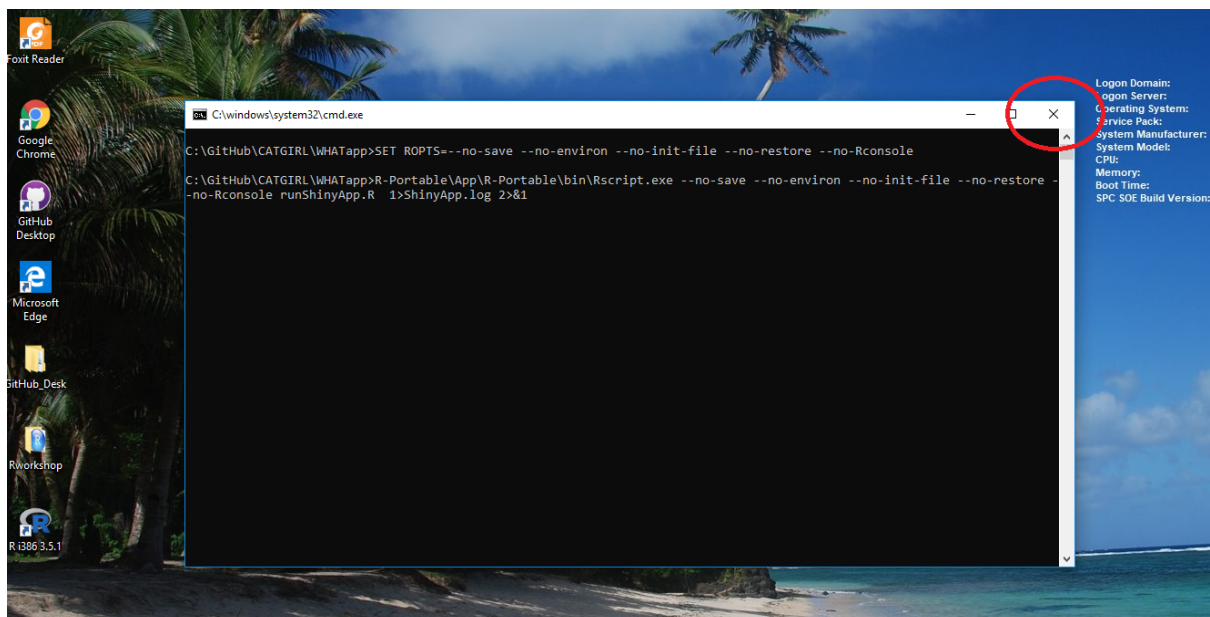 Foxit Reader
Google
Chrome
GitHub
Desktop
Microsoft
Edge
GitHub_Desk
Rworkshop
R i386 3.5.1
C:\windows\system32\cmd.exe
C:\GitHub\CATGIRL\WHATapp>SET ROPTS=--no-save --no-environ --no-init-file --no-restore --no-Rconsole
C:\GitHub\CATGIRL\WHATapp>R-Portable\App\R-Portable\bin\Rscript.exe --no-save --no-environ --no-init-file --no-restore -
-no-Rconsole runShinyApp.R  1>ShinyApp.log 2>&1
Logon Domain:
Logon Server:
Operating System:
Service Pack:
System Manufacturer:
System Model:
CPU:
Memory:
Boot Time:
SPC SOE Build Version: